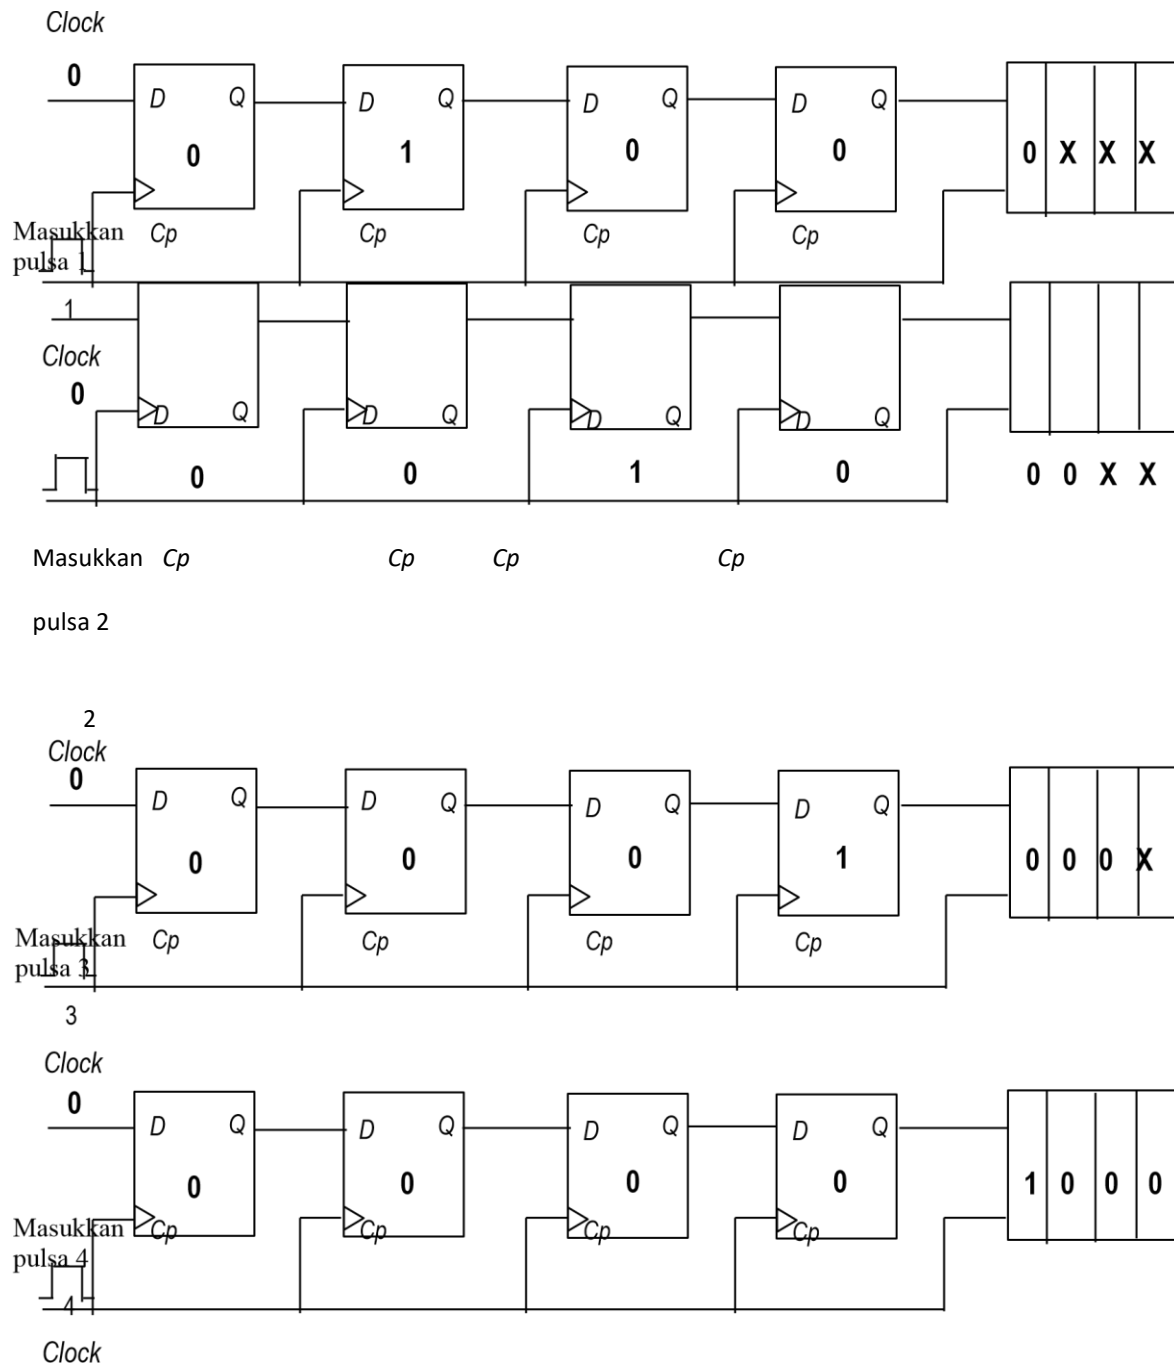 Clock
0
D Q D Q D Q D Q
0 1 0 0 0 X X X
Masukkan Cp Cp Cp Cp
pulsa 1
1
Clock
0
D Q D Q D Q D Q
0 0 1 0 0 0 X X
Masukkan Cp Cp Cp Cp
pulsa 2
2
Clock
0
D Q D Q D Q D Q
0 0 0 1 0 0 0 X
Masukkan Cp Cp Cp Cp
pulsa 3
3
Clock
0
D Q D Q D Q D Q
0 0 0 0 1 0 0 0
Masukkan Cp Cp Cp Cp
pulsa 4
4
Clock